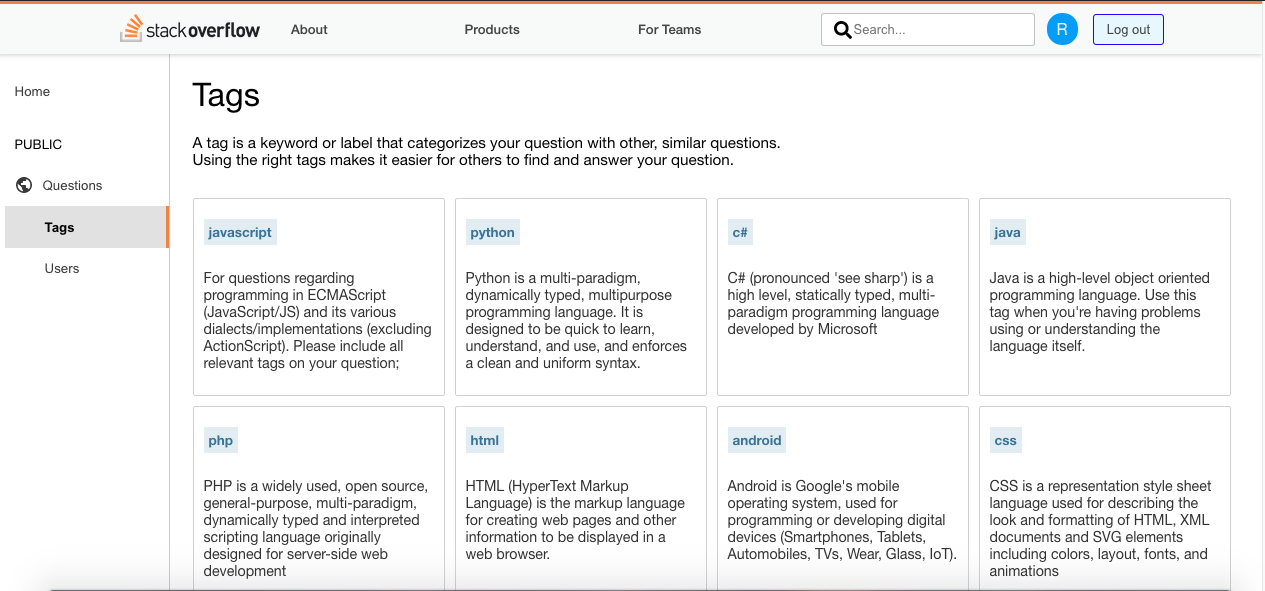 stackoverflow About Products For Teams Search... R Log out
Home
PUBLIC
Questions
Tags
Users
Tags
A tag is a keyword or label that categorizes your question with other, similar questions.
Using the right tags makes it easier for others to find and answer your question.
javascript
For questions regarding
programming in ECMAScript
(JavaScript/JS) and its various
dialects/implementations (excluding
ActionScript). Please include all
relevant tags on your question;
python
Python is a multi-paradigm,
dynamically typed, multipurpose
programming language. It is
designed to be quick to learn,
understand, and use, and enforces
a clean and uniform syntax.
c#
C# (pronounced 'see sharp') is a
high level, statically typed, multi-
paradigm programming language
developed by Microsoft
java
Java is a high-level object oriented
programming language. Use this
tag when you're having problems
using or understanding the
language itself.
php
PHP is a widely used, open source,
general-purpose, multi-paradigm,
dynamically typed and interpreted
scripting language originally
designed for server-side web
development
html
HTML (HyperText Markup
Language) is the markup language
for creating web pages and other
information to be displayed in a
web browser.
android
Android is Google's mobile
operating system, used for
programming or developing digital
devices (Smartphones, Tablets,
Automobiles, TVs, Wear, Glass, IoT).
css
CSS is a representation style sheet
language used for describing the
look and formatting of HTML, XML
documents and SVG elements
including colors, layout, fonts, and
animations